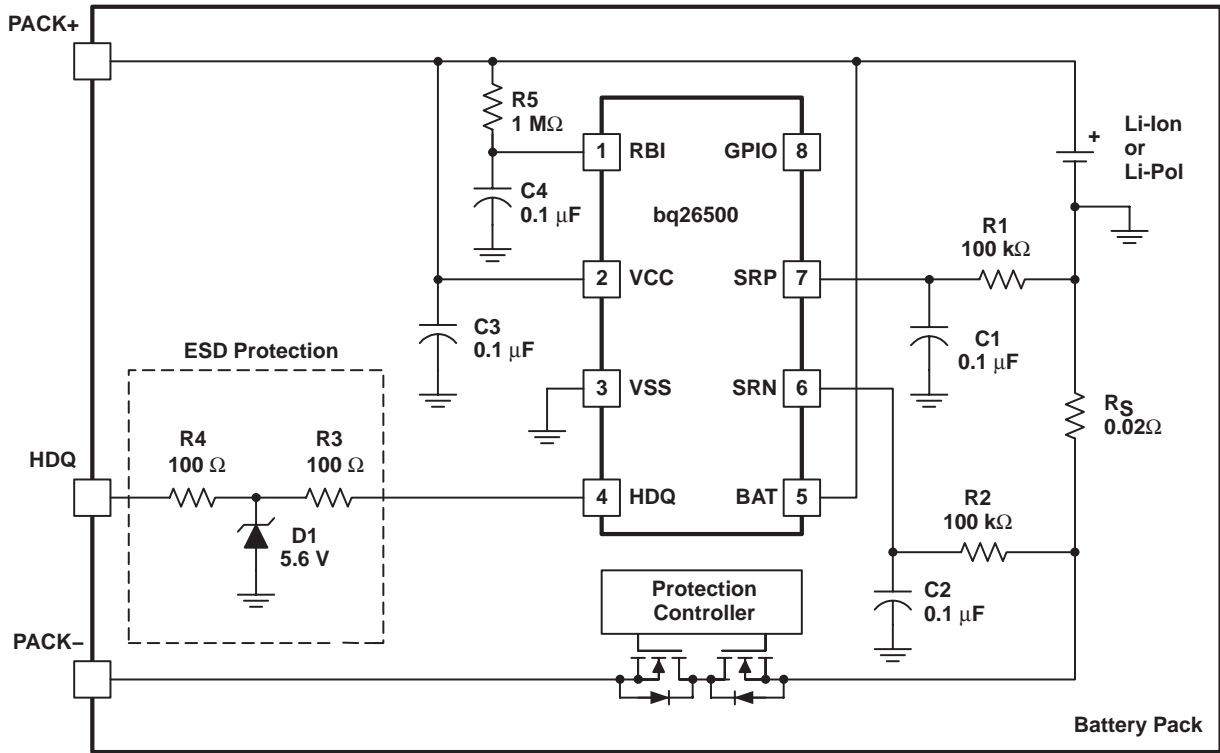 PACK+
R5
1 MΩ
1
RBI
GPIO
8
+
Li-Ion
or
Li-Pol
C4
0.1 μF
bq26500
R1
100 kΩ
2
VCC
SRP
7
C3
0.1 μF
C1
0.1 μF
ESD Protection
3
VSS
SRN
6
RS
0.02Ω
R4
100 Ω
R3
100 Ω
HDQ
4
HDQ
BAT
5
R2
100 kΩ
D1
5.6 V
Protection
Controller
C2
0.1 μF
PACK–
Battery Pack